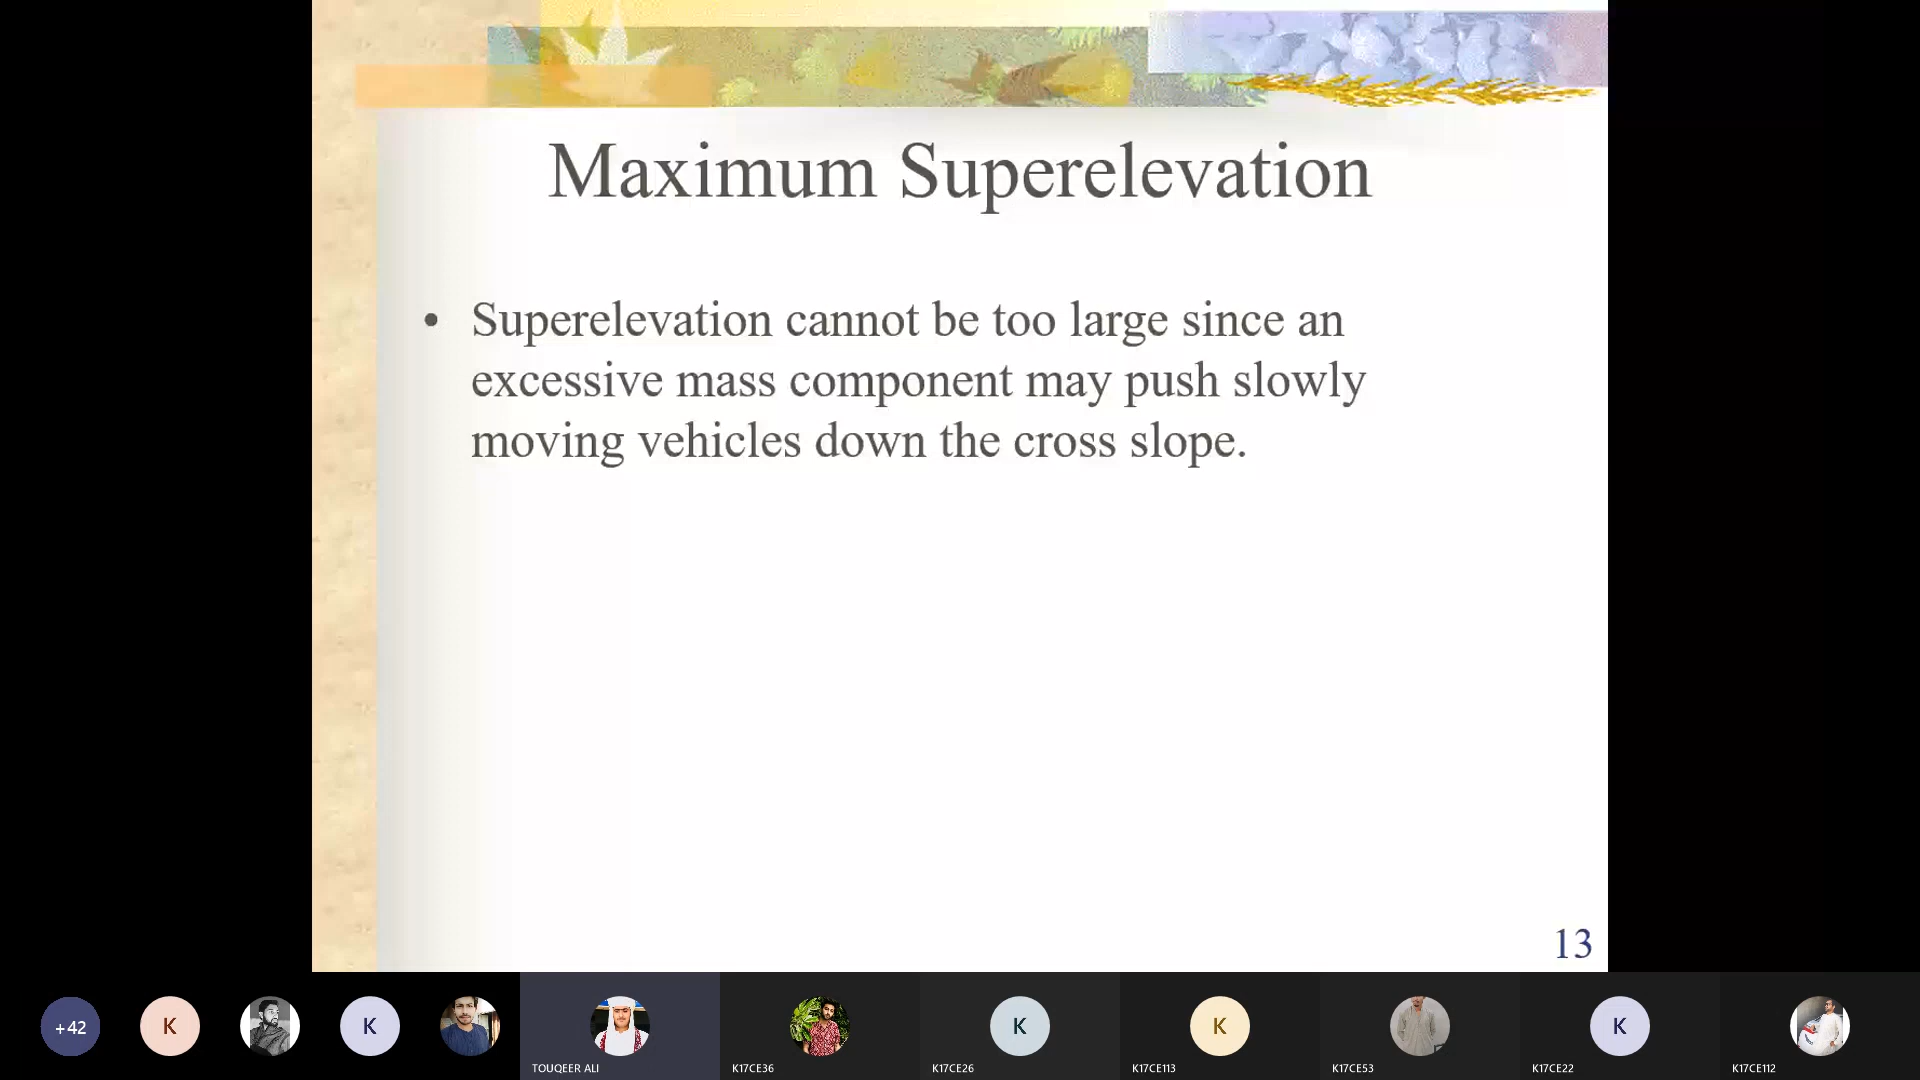 Maximum Superelevation
• Superelevation cannot be too large since an
excessive mass component may push slowly
moving vehicles down the cross slope.
13
+42
K
K
TOUQEER ALI
K17CE36
K
K17CE26
K
K17CE113
K17CE53
K
K17CE22
K17CE112